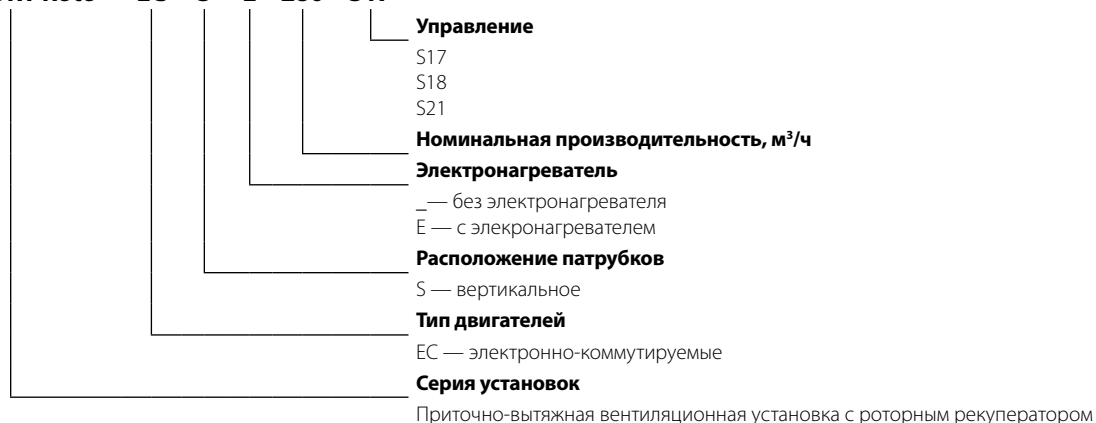 Управление
S17
S18
S21
Номинальная производительность, м³/ч
Электронагреватель
_— без электронагревателя
E — с элекронагревателем
Расположение патрубков
S — вертикальное
Тип двигателей
EC — электронно-коммутируемые
Серия установок
Приточно-вытяжная вентиляционная установка с роторным рекуператором